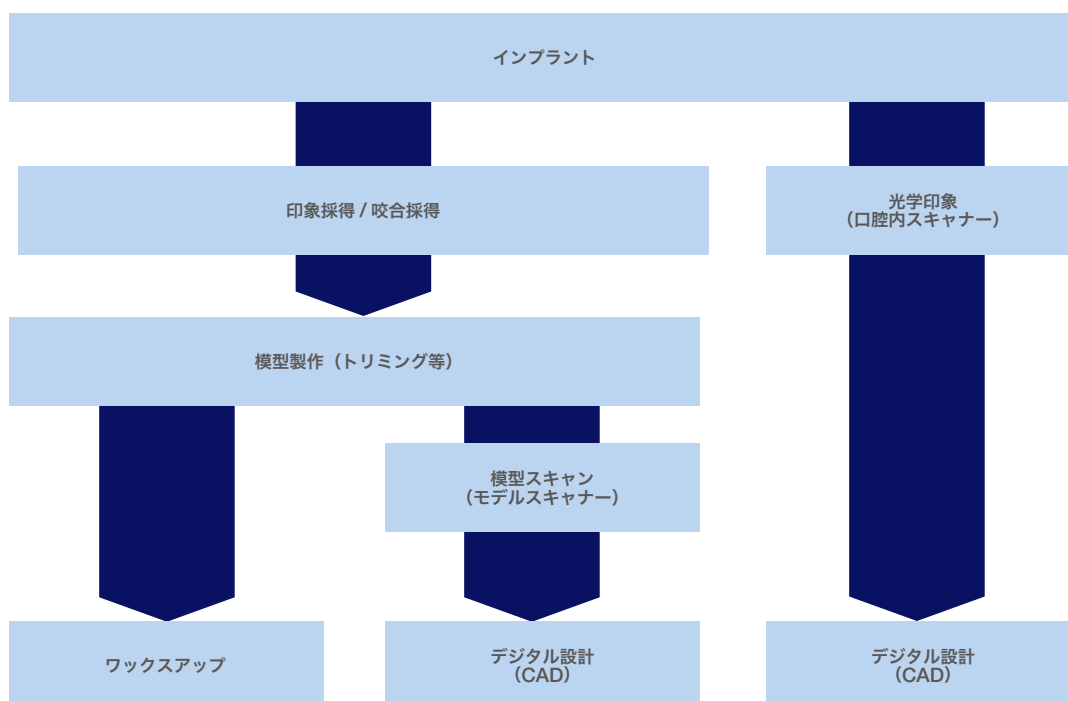 インプラント
印象採得 / 咬合採得
光学印象
（口腔内スキャナー）
模型製作（トリミング等）
模型スキャン
（モデルスキャナー）
ワックスアップ
デジタル設計
（CAD）
デジタル設計
（CAD）